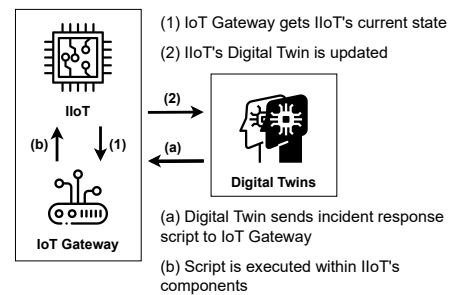 (1) IoT Gateway gets IIoT's current state
(2) IIoT's Digital Twin is updated
IIoT
(2)
(b)
(1)
(a)
Digital Twins
IoT Gateway
(a) Digital Twin sends incident response
script to IoT Gateway
(b) Script is executed within IIoT's
components